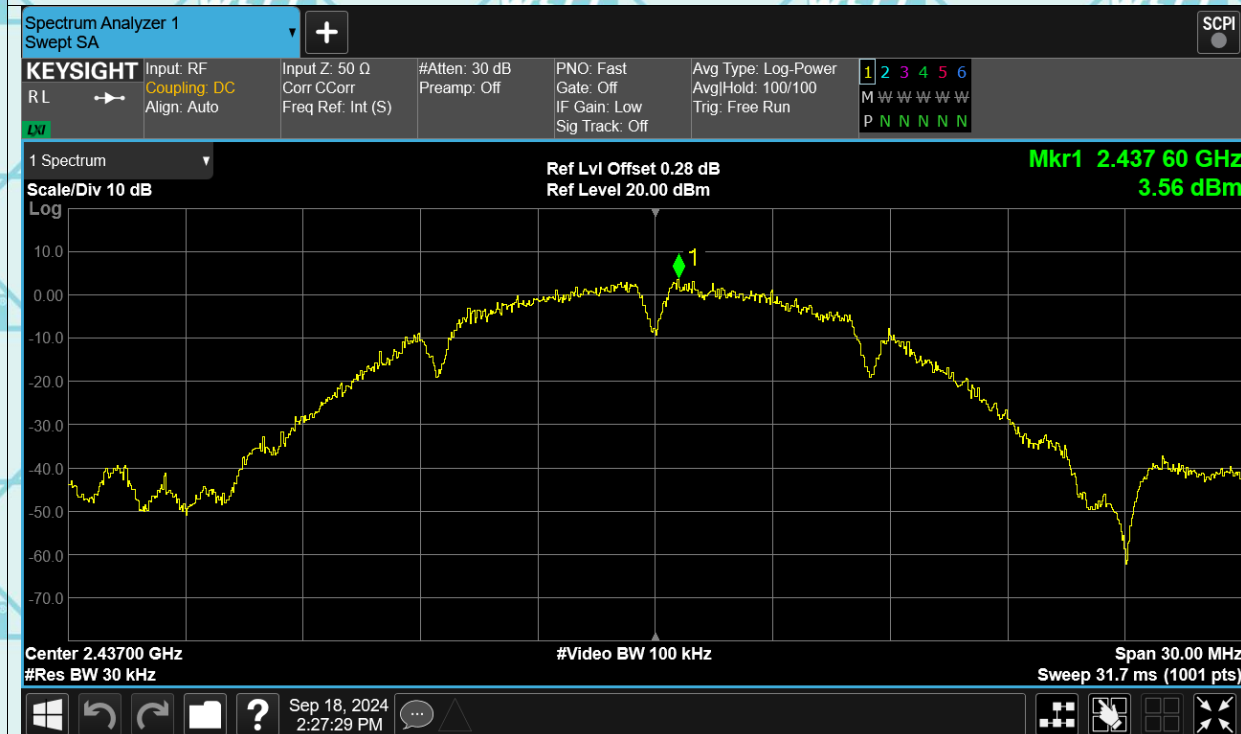 Spectrum Analyzer 1
Swept SA
+
SCPI
KEYSIGHT
RL
LXI
Input: RF
Coupling: DC
Align: Auto
Input Z: 50 Ω
Corr CCorr
Freq Ref: Int (S)
#Atten: 30 dB
Preamp: Off
PNO: Fast
Gate: Off
IF Gain: Low
Sig Track: Off
Avg Type: Log-Power
Avg|Hold: 100/100
Trig: Free Run
1 2 3 4 5 6
M W W W W W W
P N N N N N N
1 Spectrum
Scale/Div 10 dB
Log
Ref Lvl Offset 0.28 dB
Ref Level 20.00 dBm
Mkr1 2.437 60 GHz
3.56 dBm
1
10.0
0.00
-10.0
-20.0
-30.0
-40.0
-50.0
-60.0
-70.0
Center 2.43700 GHz
#Res BW 30 kHz
#Video BW 100 kHz
Span 30.00 MHz
Sweep 31.7 ms (1001 pts)
?
Sep 18, 2024
2:27:29 PM